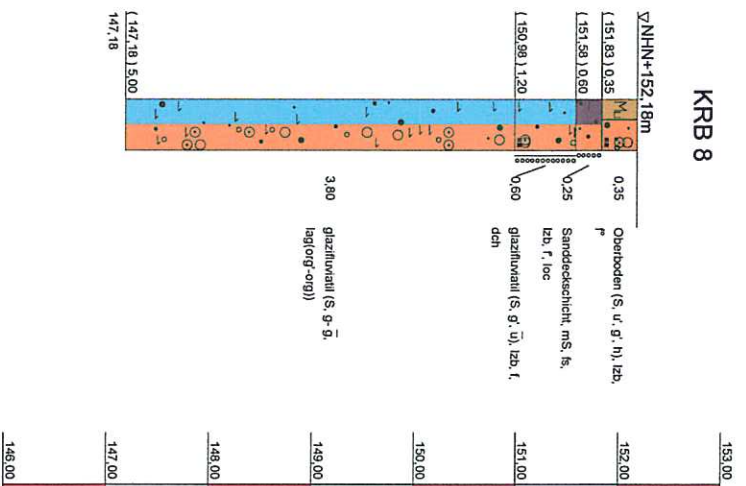 KRB 8
▽NHN+152,18m
(151,83) 0,35
(151,58) 0,60
(150,98) 1,20
(147,18) 5,00
147,18
Mu
0,35
Oberboden (S, u', g', h), lzb,
f°
0,25
Sanddeckschicht, mS, fs,
lzb, f', loc
0,60
glazifluviatil (S, g', ū), lzb, f,
dch
3,80
glazifluviatil (S, g- ḡ,
lag(org'-org))
153,00
152,00
151,00
150,00
149,00
148,00
147,00
146,00